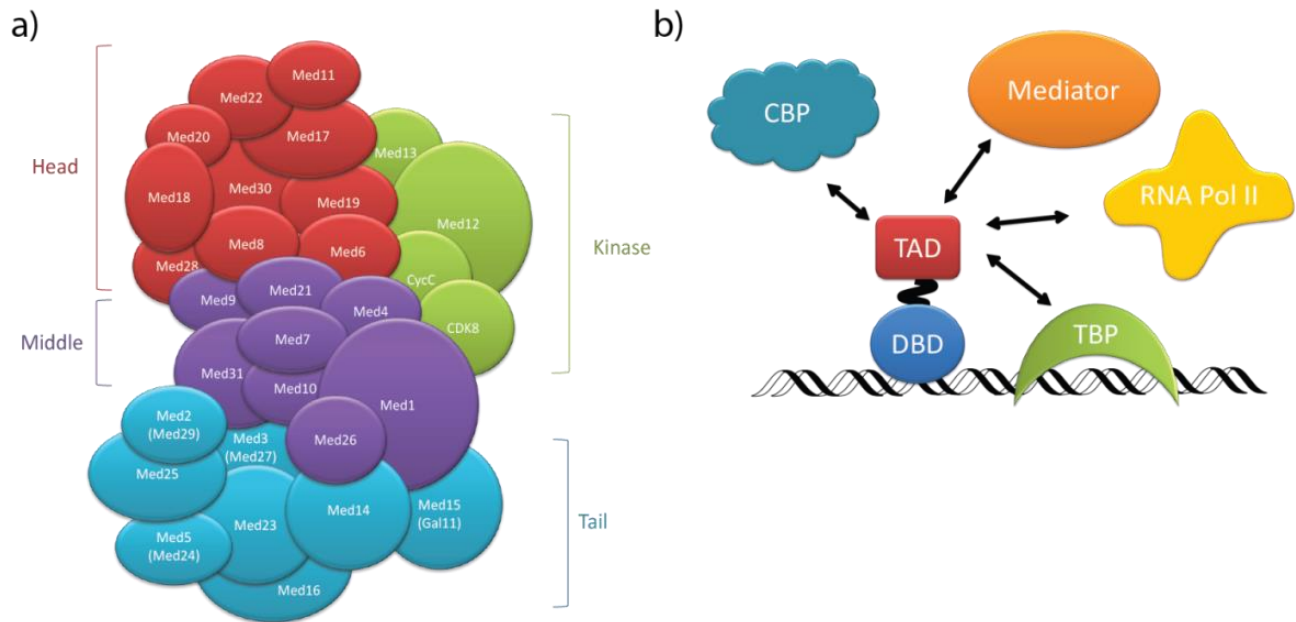 a)
Head
Middle
Kinase
Tail
Med11
Med22
Med20
Med17
Med13
Med18
Med30
Med19
Med12
Med8
Med6
Med28
CycC
Med9
Med21
Med4
CDK8
Med7
Med31
Med10
Med1
Med2
(Med29)
Med3
(Med27)
Med26
Med25
Med23
Med14
Med15
(Gal11)
Med5
(Med24)
Med16
b)
CBP
Mediator
RNA Pol II
TAD
DBD
TBP